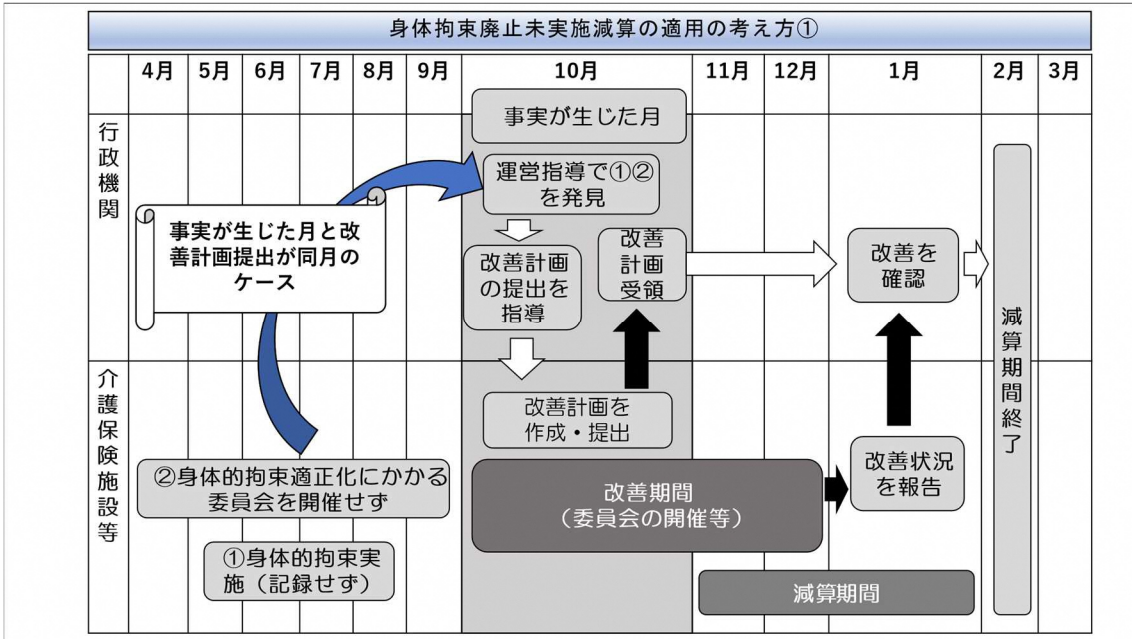 身体拘束廃止未実施減算の適用の考え方①
4月
5月
6月
7月
8月
9月
10月
11月
12月
1月
2月
3月
行政機関
事実が生じた月
運営指導で①②
を発見
事実が生じた月と改
善計画提出が同月の
ケース
改善計画
の提出を
指導
改善
計画
受領
改善を
確認
減算期間終了
介護保険施設等
改善計画を
作成・提出
②身体的拘束適正化にかかる
委員会を開催せず
改善期間
（委員会の開催等）
改善状況
を報告
①身体的拘束実
施（記録せず）
減算期間